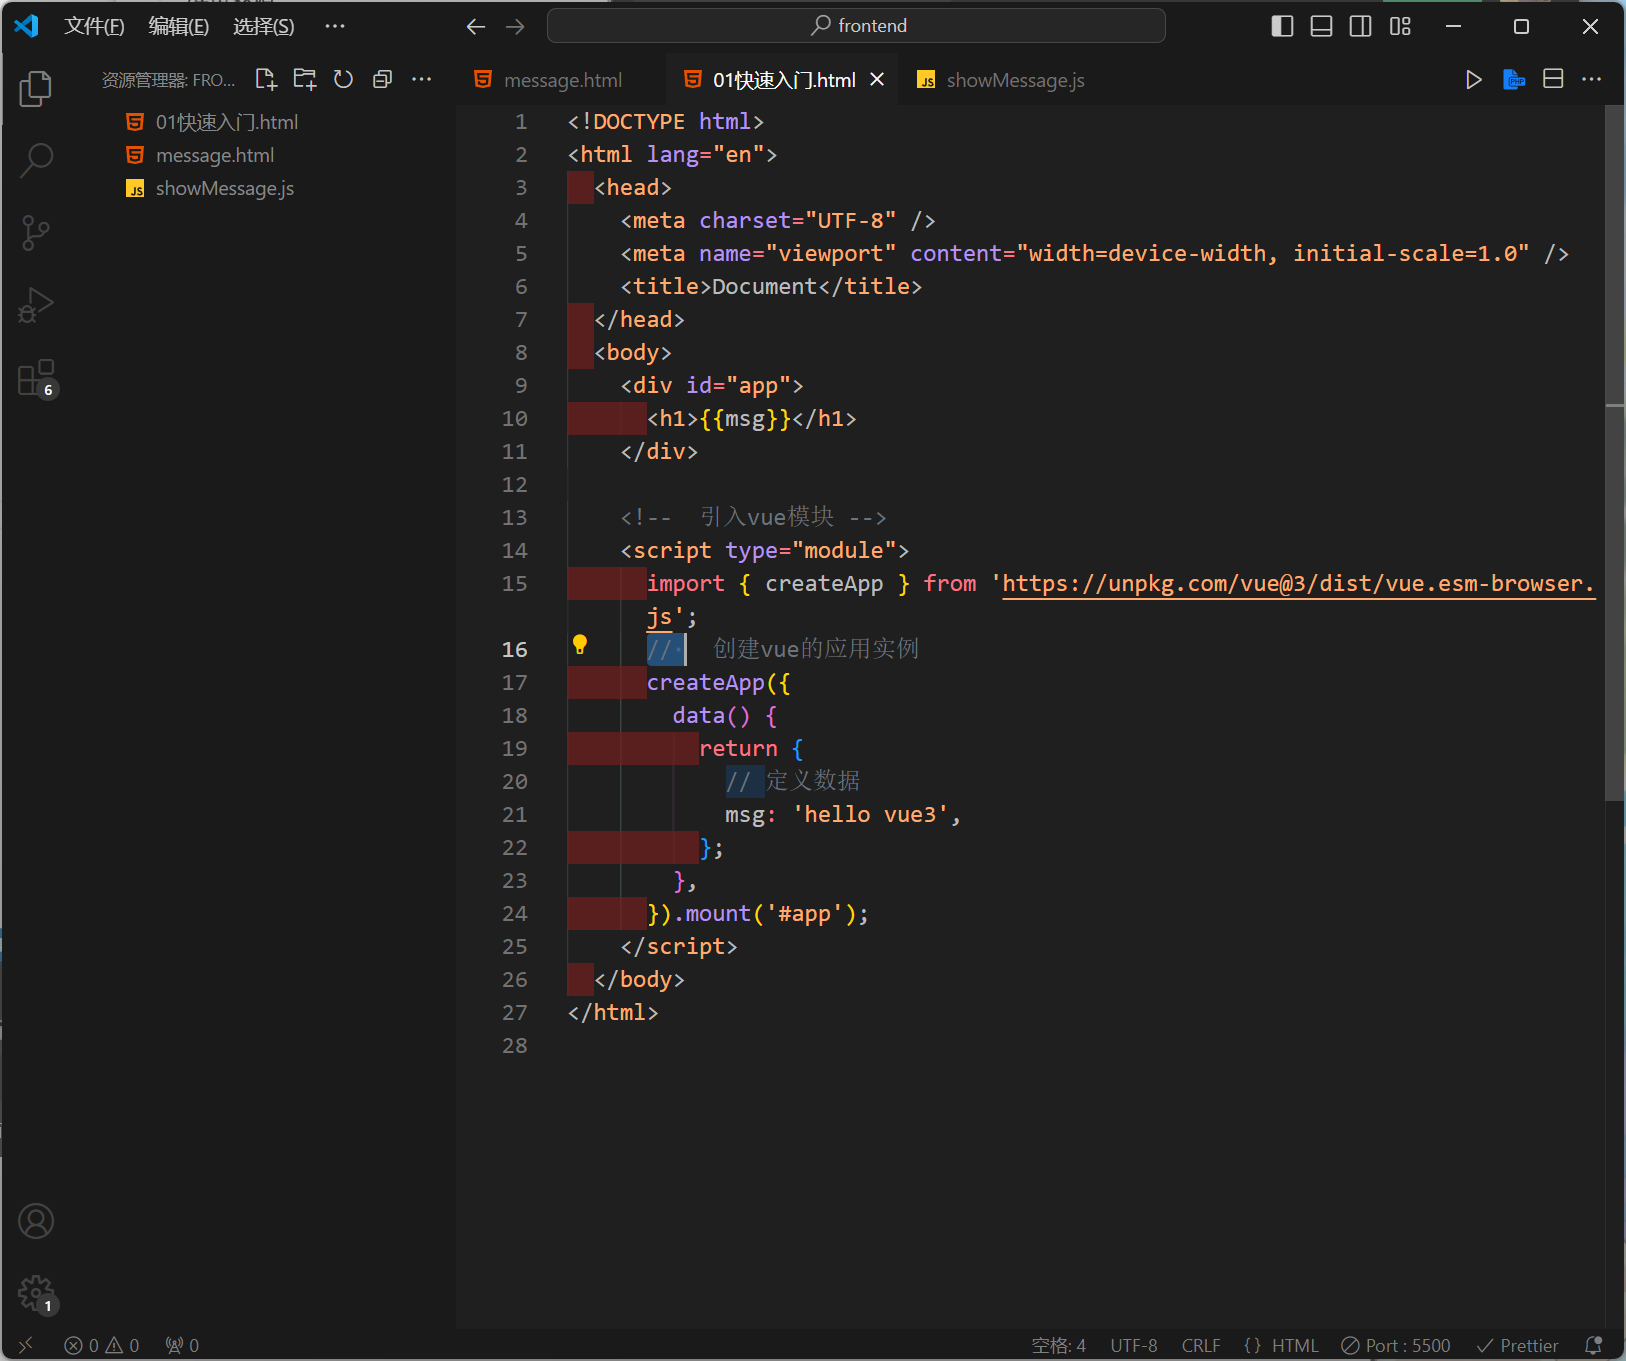 文件(F) 编辑(E) 选择(S) ··· frontend
资源管理器: FRO... ···
message.html 01快速入门.html showMessage.js ···
01快速入门.html
message.html
showMessage.js
6
1 <!DOCTYPE html>
2 <html lang="en">
3 <head>
4 <meta charset="UTF-8" />
5 <meta name="viewport" content="width=device-width, initial-scale=1.0" />
6 <title>Document</title>
7 </head>
8 <body>
9 <div id="app">
10 <h1>{{msg}}</h1>
11 </div>
12
13 <!--  引入vue模块 -->
14 <script type="module">
15 import { createApp } from 'https://unpkg.com/vue@3/dist/vue.esm-browser.
js';
16 //·  创建vue的应用实例
17 createApp({
18 data() {
19 return {
20 // 定义数据
21 msg: 'hello vue3',
22 };
23 },
24 }).mount('#app');
25 </script>
26 </body>
27 </html>
28
1
0 0 0 空格: 4 UTF-8 CRLF {} HTML Port : 5500 Prettier